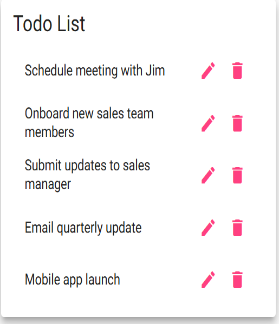 Todo List
Schedule meeting with Jim
Onboard new sales team
members
Submit updates to sales
manager
Email quarterly update
Mobile app launch